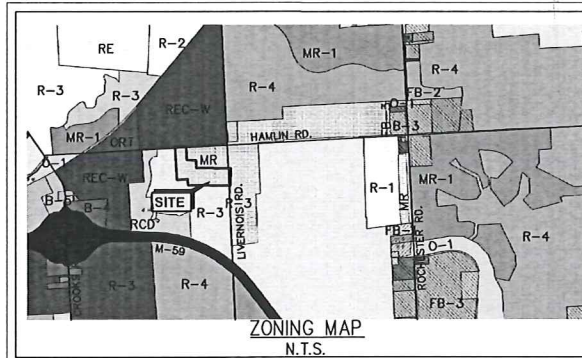 RE
R-2
R-3
R-3
R-4
MR-1
R-4
REC-W
FB-2
O-1
B-3
MR-1
ORT
HAMLIN RD.
O-1
REC-W
MR
B-5
B-4
SITE
R-3
R-3
R-1
MR
MR-1
RCD
LIVERNOIS RD.
ROCHESTER RD.
M-59
O-1
R-4
R-3
R-4
FB-3
ZONING MAP
N.T.S.